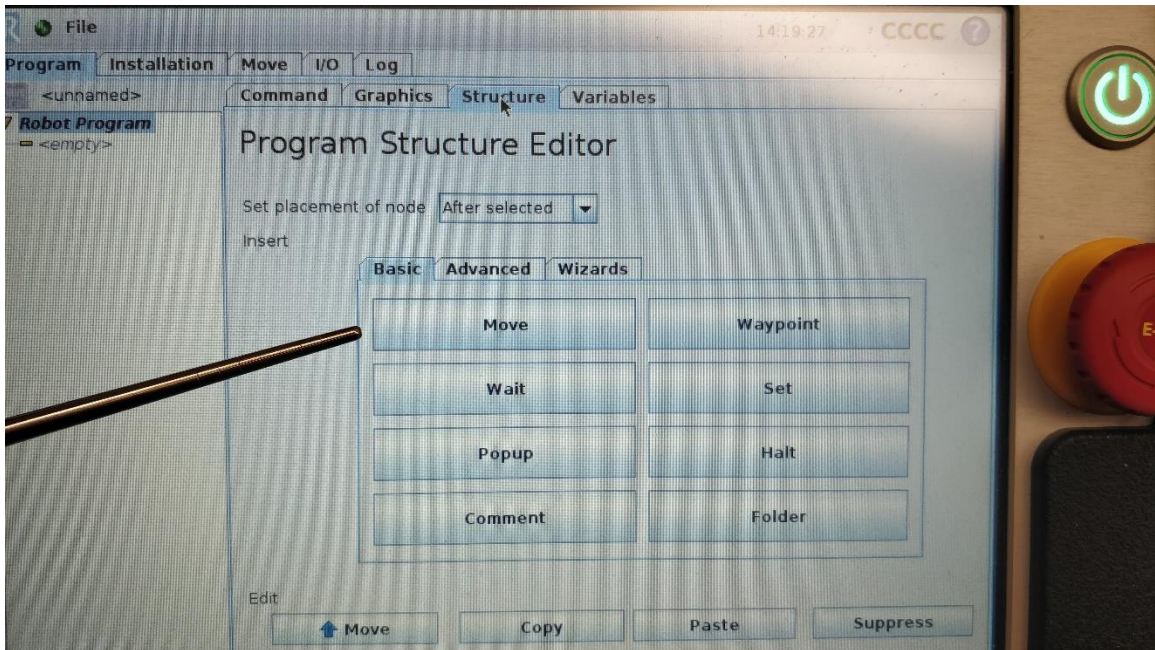 File 14:19:27 CCCC ?
Program Installation Move I/O Log
<unnamed>
Command Graphics Structure Variables
Robot Program
<empty>
Program Structure Editor
Set placement of node After selected
Insert
Basic Advanced Wizards
Move Waypoint
Wait Set
Popup Halt
Comment Folder
Edit
Move Copy Paste Suppress